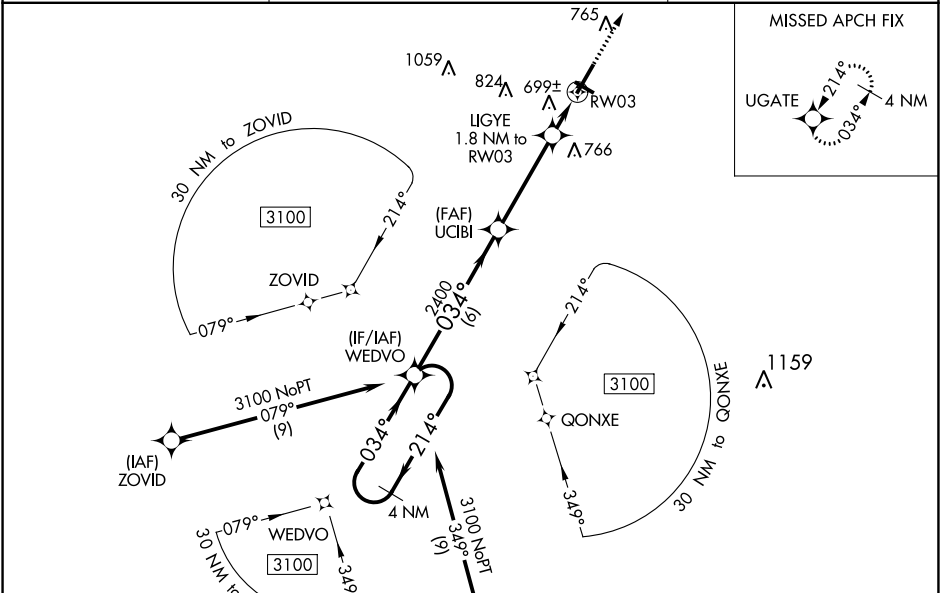 765
MISSED APCH FIX
1059
824
699±
RW03
UGATE
214°
034°
4 NM
LIGYE
1.8 NM to
RW03
766
30 NM to ZOVID
3100
214°
(FAF)
UCIBI
ZOVID
079°
2400
034°
(6)
214°
(IF/IAF)
WEDVO
3100 NoPT
079°
(9)
3100
1159
QONXE
30 NM to QONXE
034°
214°
(IAF)
ZOVID
4 NM
349°
3100 NoPT
349°
(9)
079°
WEDVO
30 NM to
3100
349